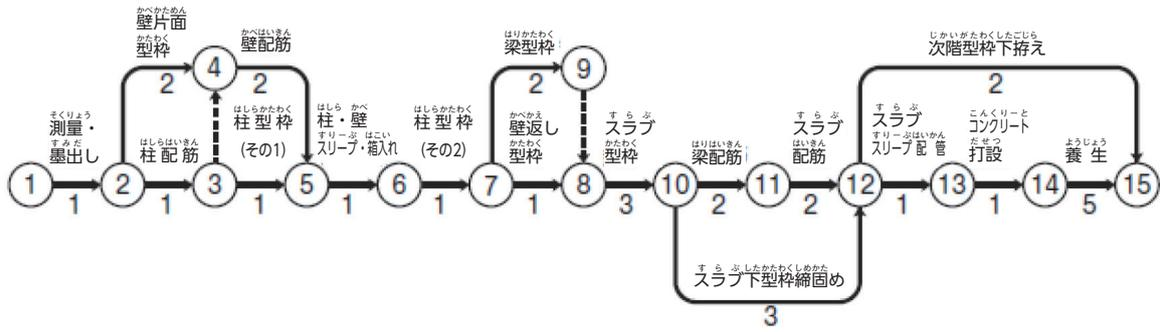 かべかためん
壁片面
かたわく
型枠
かべはいきん
壁配筋
はりかたわく
梁型枠
じかいがたわくしたごじら
次階型枠下拵え
4
9
2
2
2
2
そくりょう
測量・
すみだ
墨出し
はしらはいきん
柱配筋
はしらかたわく
柱型枠
(その1)
はしら かべ
柱・壁
すりーぶ はこい
スリーブ・箱入れ
はしらかたわく
柱型枠
(その2)
かべかえ
壁返し
かたわく
型枠
すらぶ
スラブ
かたわく
型枠
はりはいきん
梁配筋
すらぶ
スラブ
はいきん
配筋
すらぶ
スラブ
すりーぶはいかん
スリーブ配管
こんくりーと
コンクリート
だせつ
打設
ようじょう
養生
1
2
3
5
6
7
8
10
11
12
13
14
15
1
1
1
1
1
1
3
2
2
1
1
5
すらぶしたかたわくしめかた
スラブ下型枠締固め
3